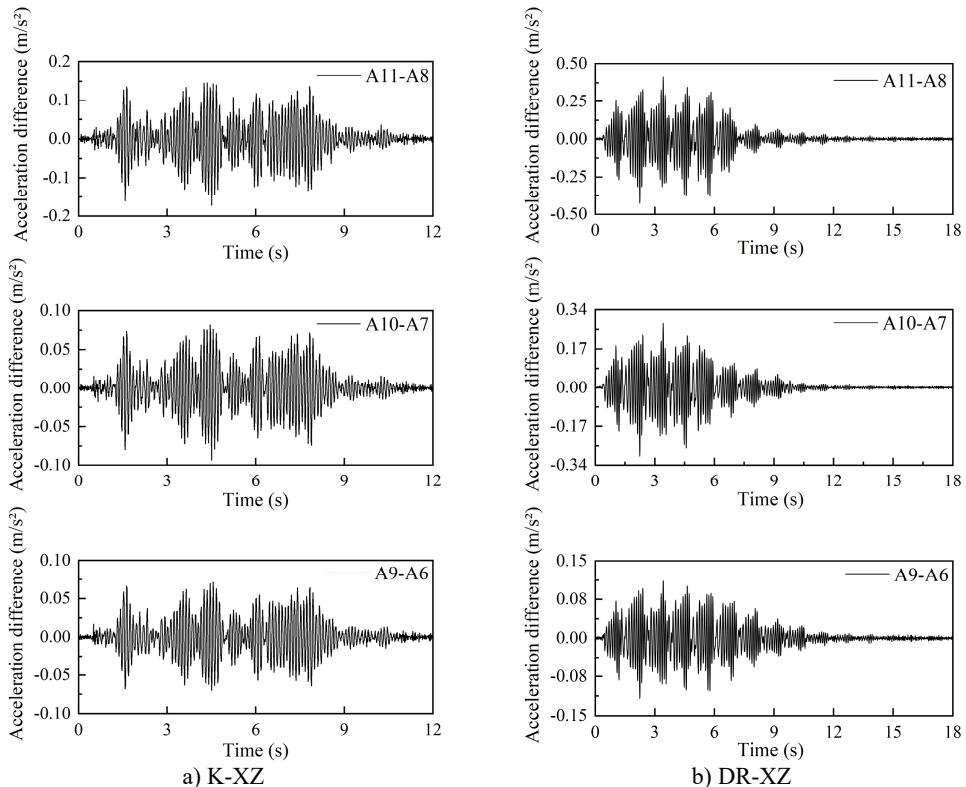 Acceleration difference (m/s²)
0.2
0.1
0.0
-0.1
-0.2
A11-A8
0 3 6 9 12
Time (s)
Acceleration difference (m/s²)
0.50
0.25
0.00
-0.25
-0.50
A11-A8
0 3 6 9 12 15 18
Time (s)
Acceleration difference (m/s²)
0.10
0.05
0.00
-0.05
-0.10
A10-A7
0 3 6 9 12
Time (s)
Acceleration difference (m/s²)
0.34
0.17
0.00
-0.17
-0.34
A10-A7
0 3 6 9 12 15 18
Time (s)
Acceleration difference (m/s²)
0.10
0.05
0.00
-0.05
-0.10
A9-A6
0 3 6 9 12
Time (s)
Acceleration difference (m/s²)
0.15
0.08
0.00
-0.08
-0.15
A9-A6
0 3 6 9 12 15 18
Time (s)
a) K-XZ
b) DR-XZ